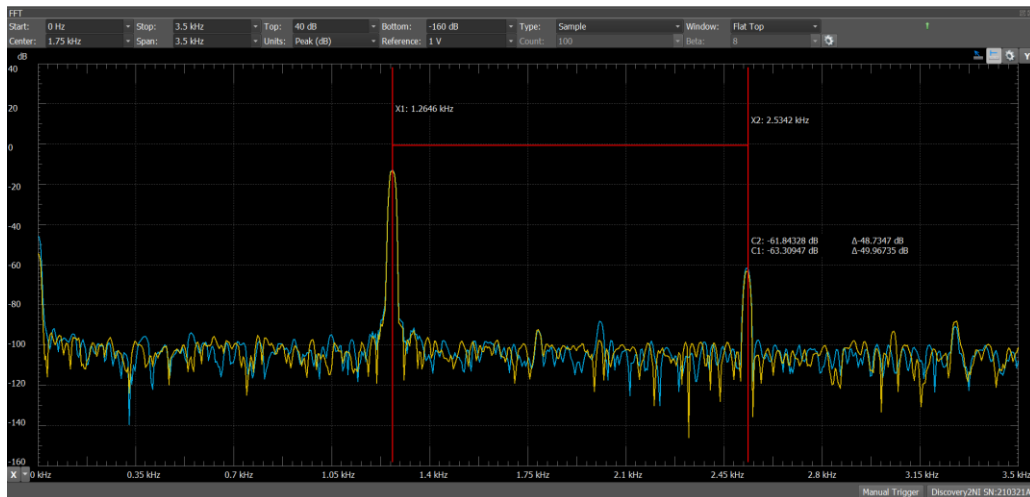 FFT
Start: 0 Hz Stop: 3.5 kHz Top: 40 dB Bottom: -160 dB Type: Sample Window: Flat Top
Center: 1.75 kHz Span: 3.5 kHz Units: Peak (dB) Reference: 1 V Count: 100 Beta: 8
dB Y
40
X1: 1.2646 kHz
20
X2: 2.5342 kHz
0
-20
-40
C2: -61.84328 dB Δ-48.7347 dB
C1: -63.30947 dB Δ-49.96735 dB
-60
-80
-100
-120
-140
-160
X 0 kHz 0.35 kHz 0.7 kHz 1.05 kHz 1.4 kHz 1.75 kHz 2.1 kHz 2.45 kHz 2.8 kHz 3.15 kHz 3.5 k
Manual Trigger Discovery2NI SN:210321A